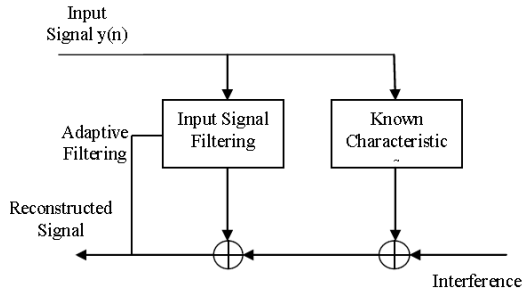 Input
Signal y(n)
Input Signal
Filtering
Known
Characteristic
~
Adaptive
Filtering
Reconstructed
Signal
Interference